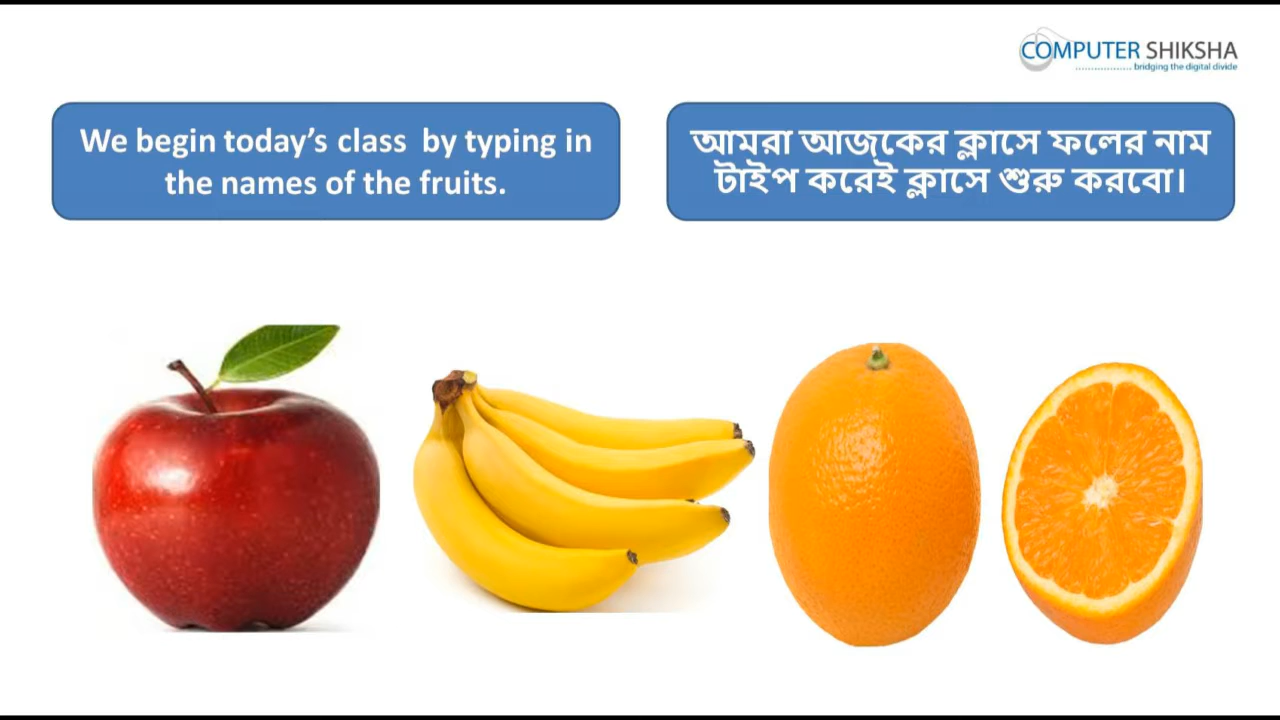 COMPUTER SHIKSHA
bridging the digital divide
We begin today's class by typing in
the names of the fruits.
আমরা আজকের ক্লাসে ফলের নাম
টাইপ করেই ক্লাসে শুরু করবো।